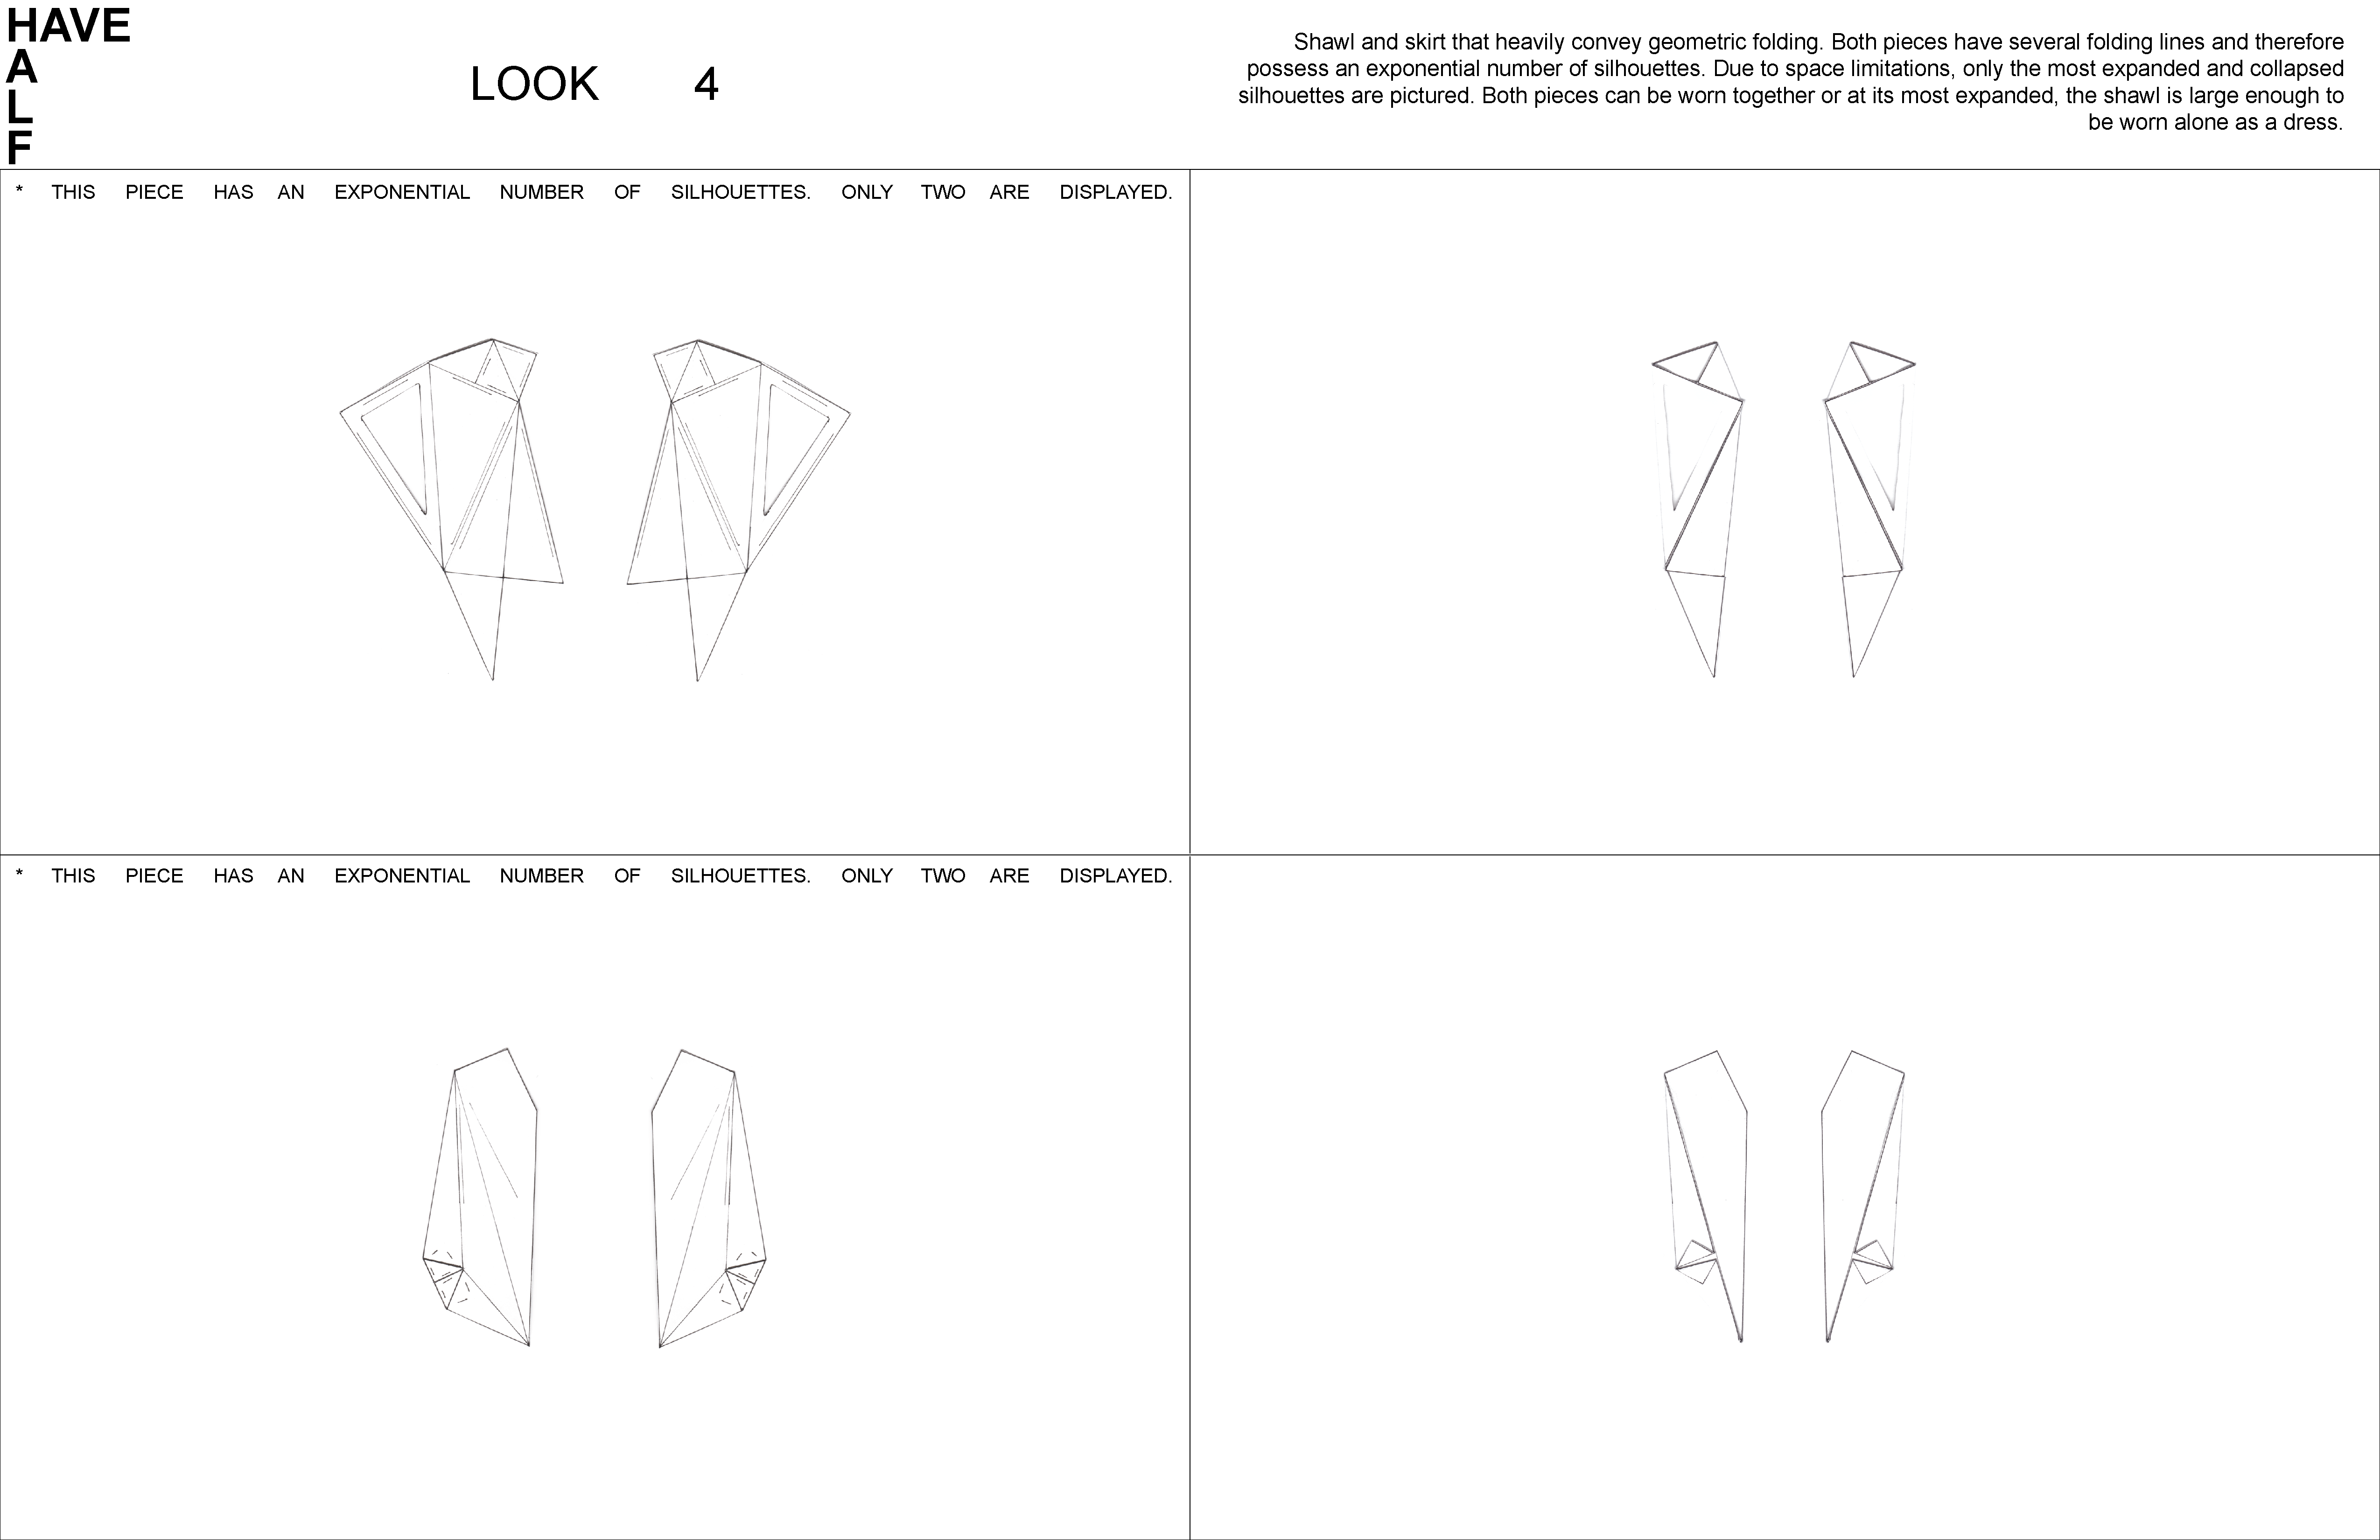 HAVE
A
L
F
LOOK 4
Shawl and skirt that heavily convey geometric folding. Both pieces have several folding lines and therefore
possess an exponential number of silhouettes. Due to space limitations, only the most expanded and collapsed
silhouettes are pictured. Both pieces can be worn together or at its most expanded, the shawl is large enough to
be worn alone as a dress.
* THIS PIECE HAS AN EXPONENTIAL NUMBER OF SILHOUETTES. ONLY TWO ARE DISPLAYED.
* THIS PIECE HAS AN EXPONENTIAL NUMBER OF SILHOUETTES. ONLY TWO ARE DISPLAYED.